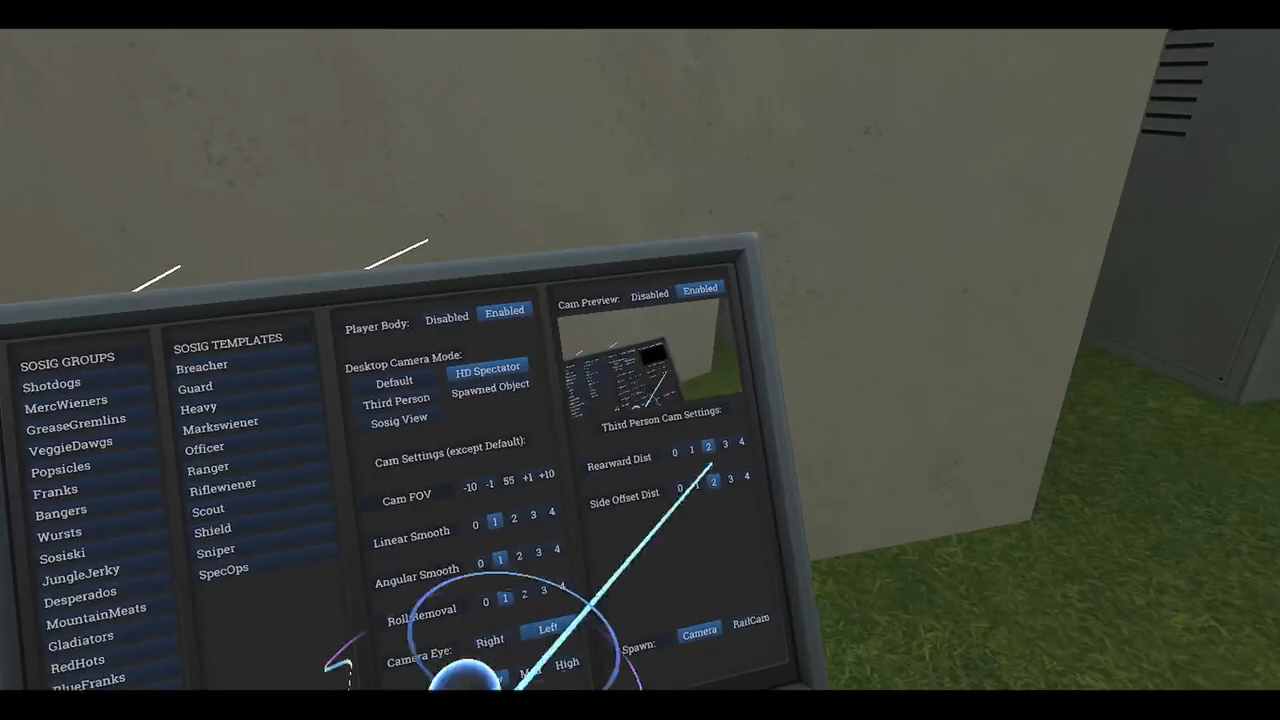 SOSIG GROUPS
Shotdogs
MercWieners
GreaseGremlins
VeggieDawgs
Popsicles
Franks
Bangers
Wursts
Sosiski
JungleJerky
Desperados
MountainMeats
Gladiators
RedHots
BlueFranks
SOSIG TEMPLATES
Breacher
Guard
Heavy
Markswiener
Officer
Ranger
Riflewiener
Scout
Shield
Sniper
SpecOps
Player Body: Disabled Enabled
Desktop Camera Mode:
Default HD Spectator
Third Person Spawned Object
Sosig View
Cam Settings (except Default):
Cam FOV -10 -1 55 +1 +10
Linear Smooth 0 1 2 3 4
Angular Smooth 0 1 2 3 4
Roll Removal 0 1 2 3 4
Camera Eye: Right Left
High
Cam Preview: Disabled Enabled
Third Person Cam Settings:
Rearward Dist 0 1 2 3 4
Side Offset Dist 0 1 2 3 4
Spawn: Camera RailCam